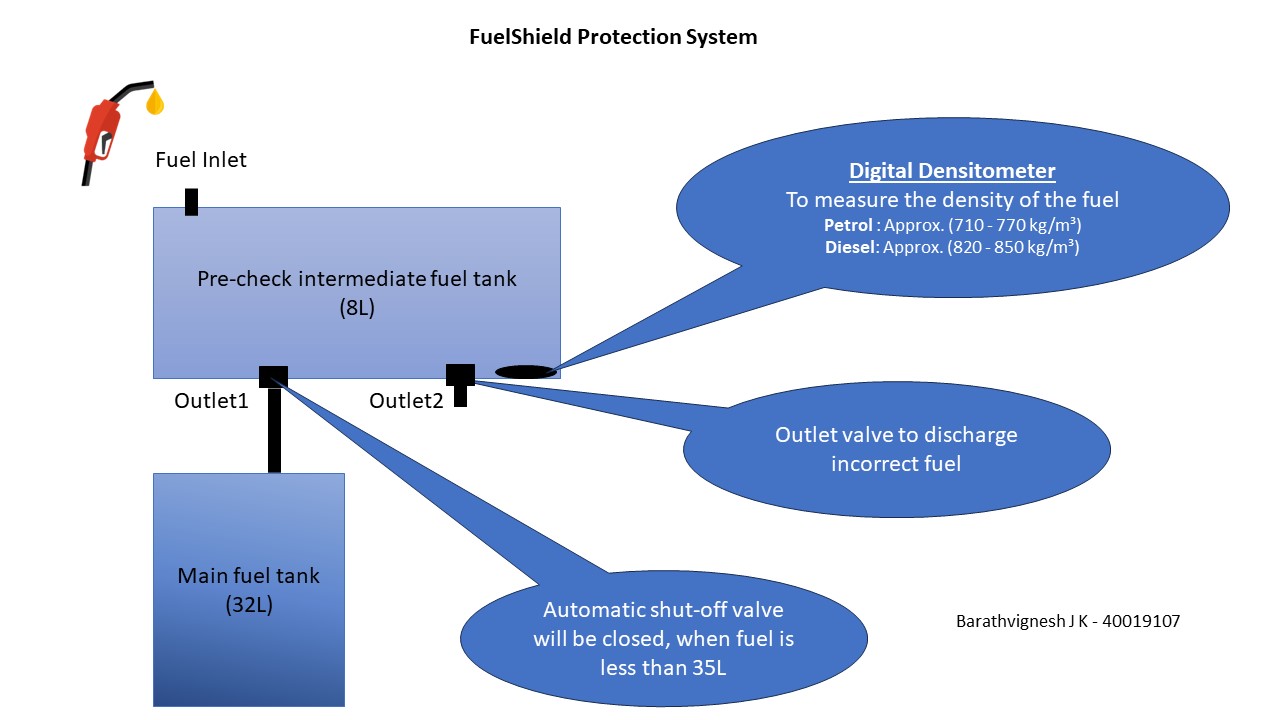 FuelShield Protection System
Fuel Inlet
Digital Densitometer
To measure the density of the fuel
Petrol : Approx. (710 - 770 kg/m³)
Diesel: Approx. (820 - 850 kg/m³)
Pre-check intermediate fuel tank
(8L)
Outlet1
Outlet2
Outlet valve to discharge
incorrect fuel
Main fuel tank
(32L)
Automatic shut-off valve
will be closed, when fuel is
less than 35L
Barathvignesh J K - 40019107